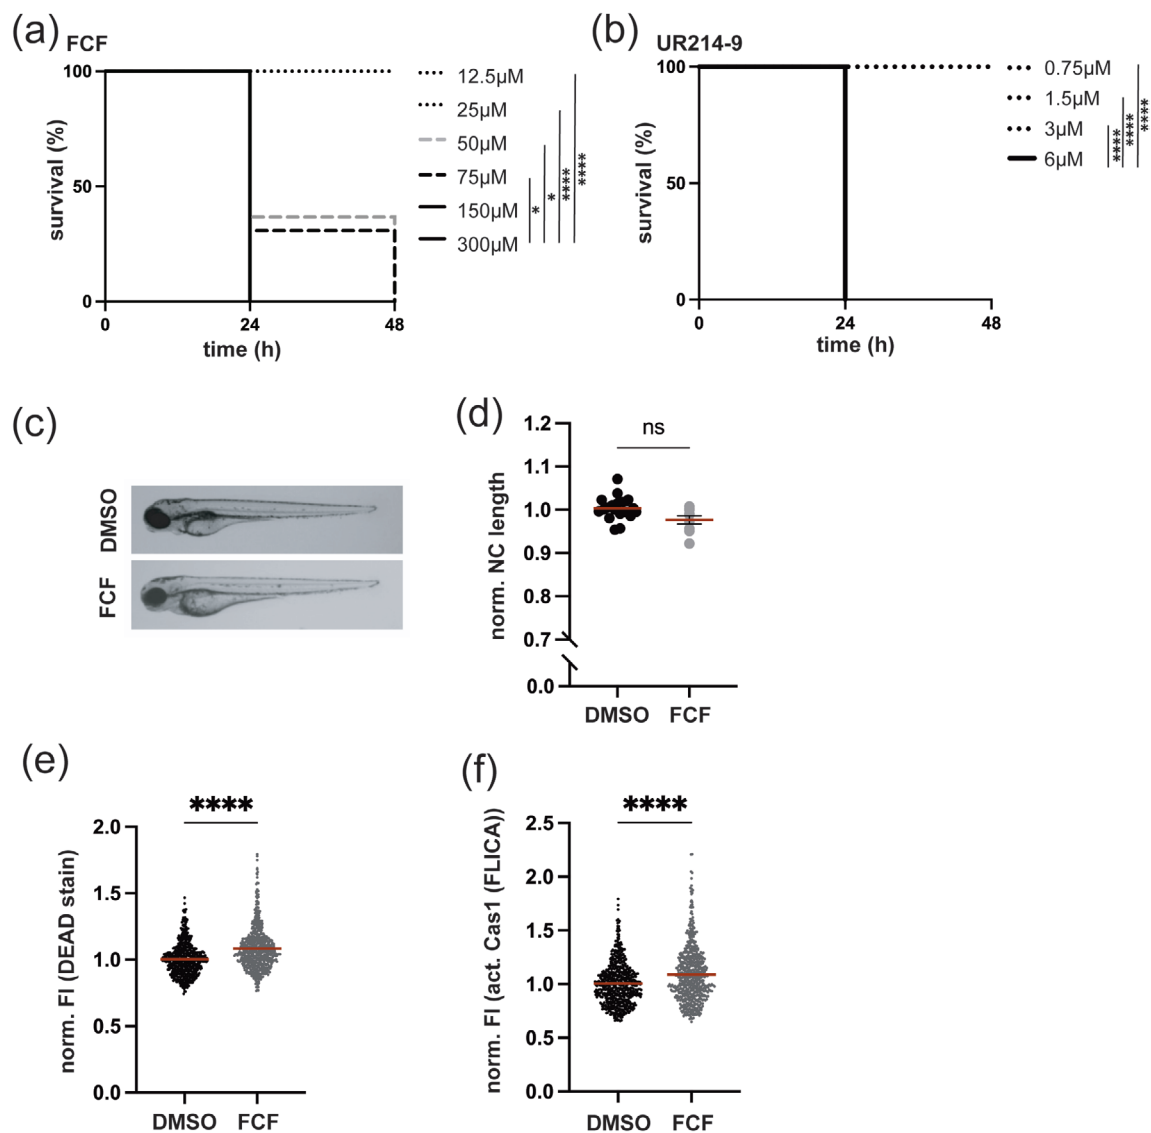 (a)
FCF
100
50
0
survival (%)
0 24 48
time (h)
12.5µM
25µM
50µM
75µM
150µM
300µM
*
*
****
****
(b)
UR214-9
100
50
0
survival (%)
0 24 48
time (h)
0.75µM
1.5µM
3µM
6µM
****
****
****
(c)
DMSO
FCF
(d)
1.2
1.1
1.0
0.9
0.8
0.7
0.0
norm. NC length
ns
DMSO FCF
(e)
****
2.0
1.5
1.0
0.5
0.0
norm. FI (DEAD stain)
DMSO FCF
(f)
****
2.5
2.0
1.5
1.0
0.5
0.0
norm. FI (act. Cas1 (FLICA))
DMSO FCF